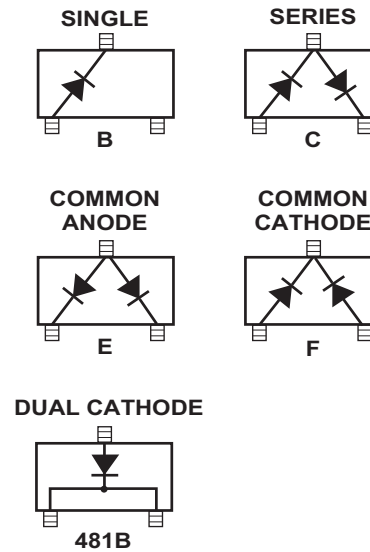 SINGLE
SERIES
B
C
COMMON
ANODE
COMMON
CATHODE
E
F
DUAL CATHODE
481B